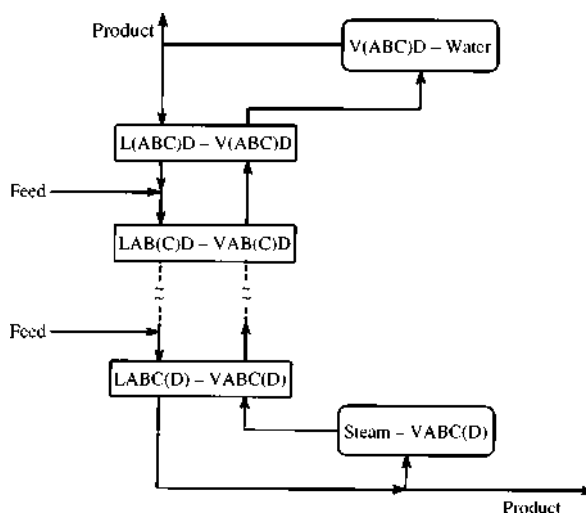 Product
V(ABC)D – Water
L(ABC)D – V(ABC)D
Feed
LAB(C)D – VAB(C)D
Feed
LABC(D) – VABC(D)
Steam – VABC(D)
Product